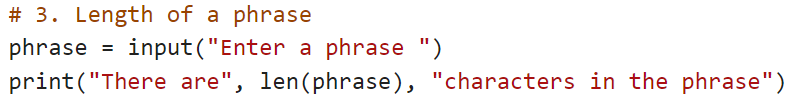 # 3. Length of a phrase
phrase = input("Enter a phrase ")
print("There are", len(phrase), "characters in the phrase")